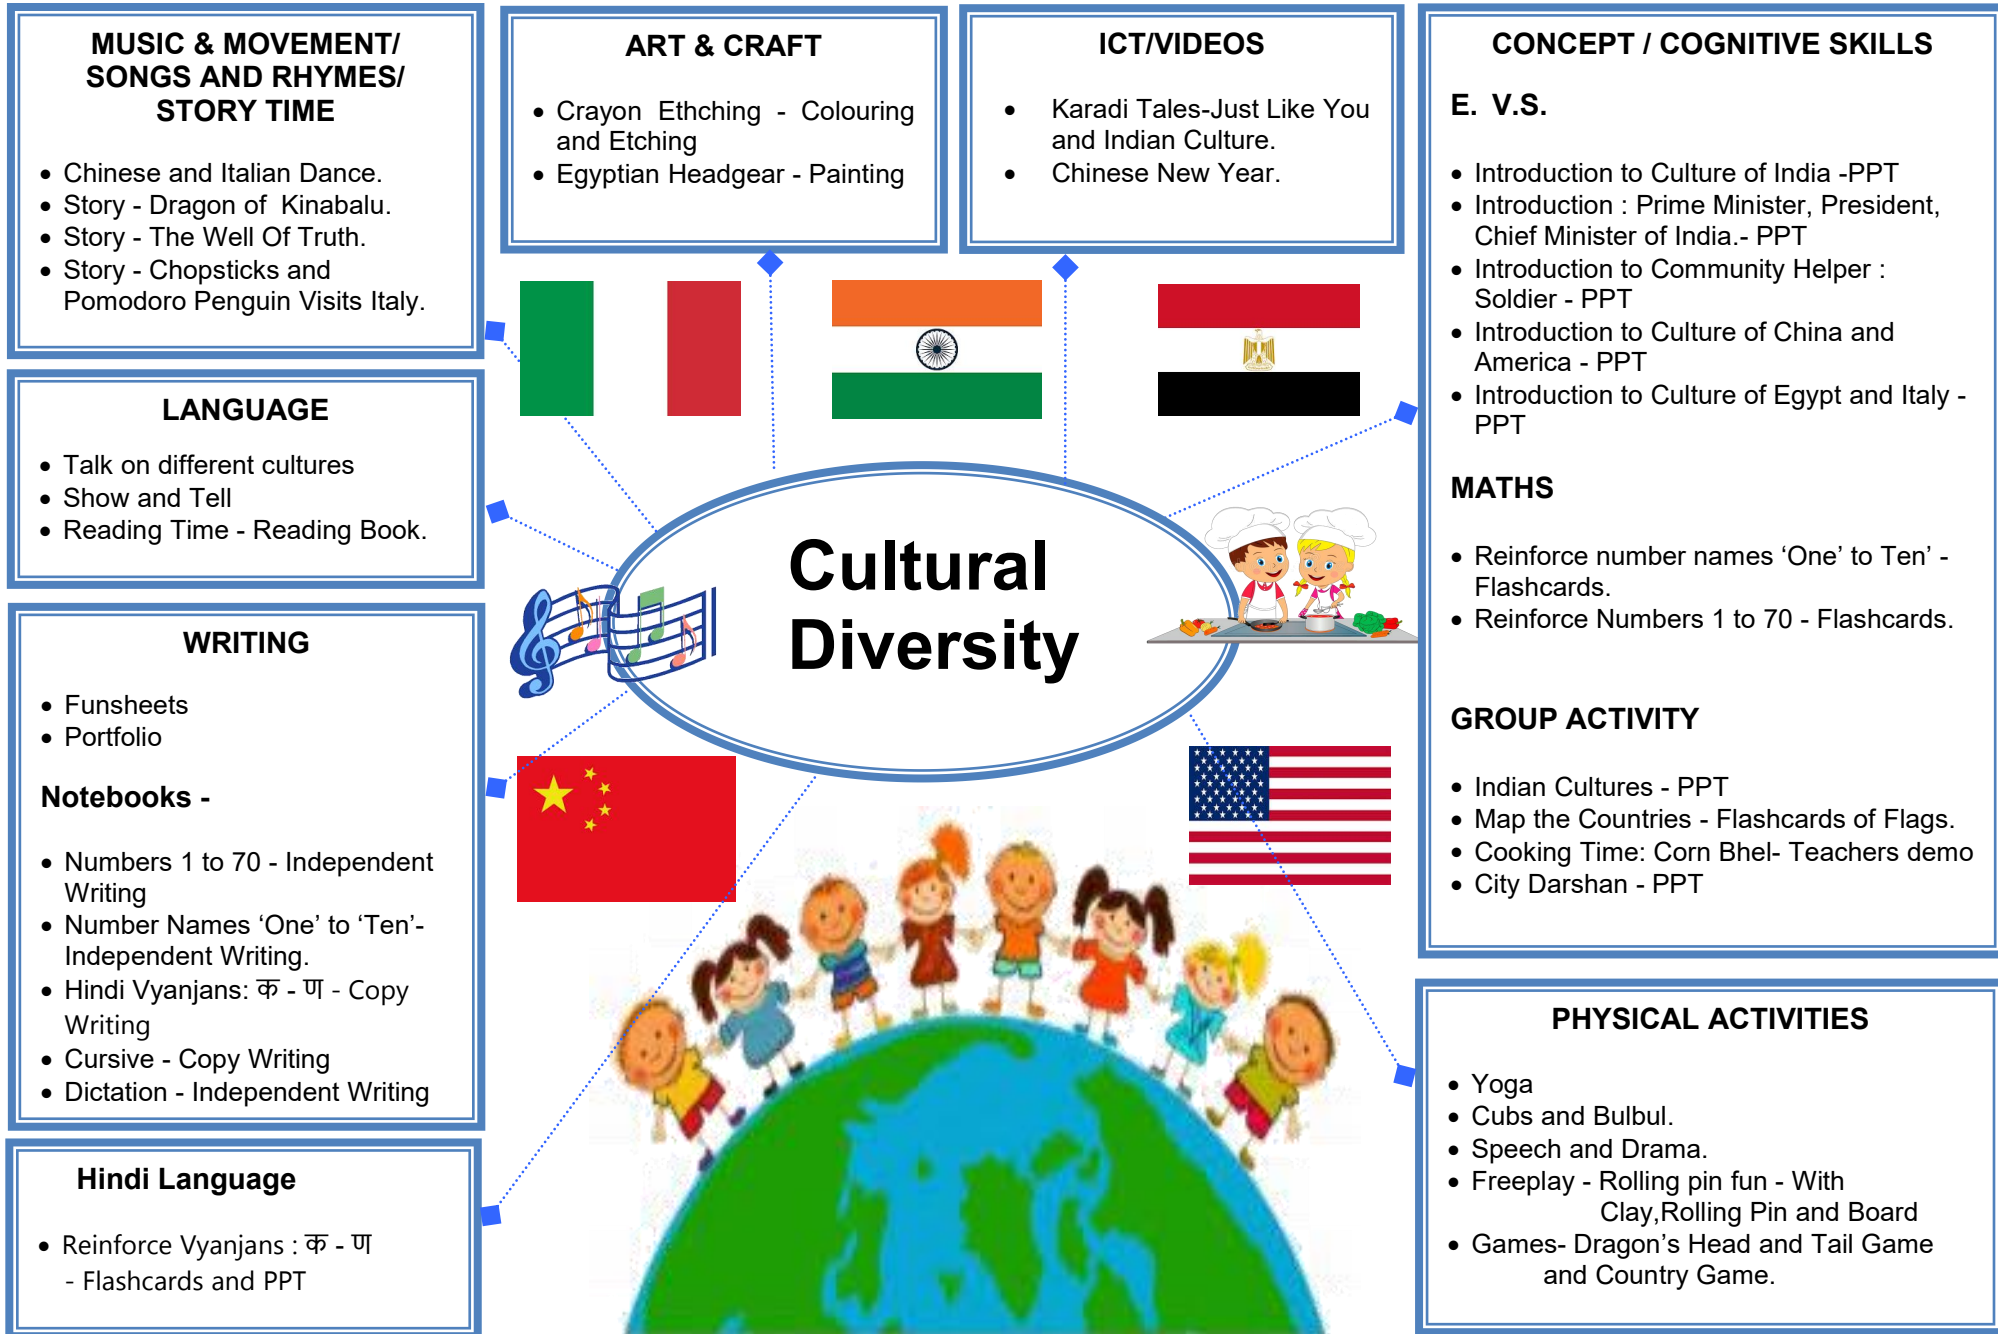 MUSIC & MOVEMENT/
SONGS AND RHYMES/
STORY TIME
• Chinese and Italian Dance.
• Story - Dragon of Kinabalu.
• Story - The Well Of Truth.
• Story - Chopsticks and
Pomodoro Penguin Visits Italy.
LANGUAGE
• Talk on different cultures
• Show and Tell
• Reading Time - Reading Book.
WRITING
• Funsheets
• Portfolio
Notebooks -
• Numbers 1 to 70 - Independent
Writing
• Number Names ‘One’ to ‘Ten’-
Independent Writing.
• Hindi Vyanjans: क - ण - Copy
Writing
• Cursive - Copy Writing
• Dictation - Independent Writing
Hindi Language
• Reinforce Vyanjans : क - ण
- Flashcards and PPT
ART & CRAFT
• Crayon Ethching - Colouring
and Etching
• Egyptian Headgear - Painting
ICT/VIDEOS
• Karadi Tales-Just Like You
and Indian Culture.
• Chinese New Year.
Cultural
Diversity
CONCEPT / COGNITIVE SKILLS
E. V.S.
• Introduction to Culture of India -PPT
• Introduction : Prime Minister, President,
Chief Minister of India.- PPT
• Introduction to Community Helper :
Soldier - PPT
• Introduction to Culture of China and
America - PPT
• Introduction to Culture of Egypt and Italy -
PPT
MATHS
• Reinforce number names ‘One’ to Ten’ -
Flashcards.
• Reinforce Numbers 1 to 70 - Flashcards.
GROUP ACTIVITY
• Indian Cultures - PPT
• Map the Countries - Flashcards of Flags.
• Cooking Time: Corn Bhel- Teachers demo
• City Darshan - PPT
PHYSICAL ACTIVITIES
• Yoga
• Cubs and Bulbul.
• Speech and Drama.
• Freeplay - Rolling pin fun - With
Clay,Rolling Pin and Board
• Games- Dragon’s Head and Tail Game
and Country Game.